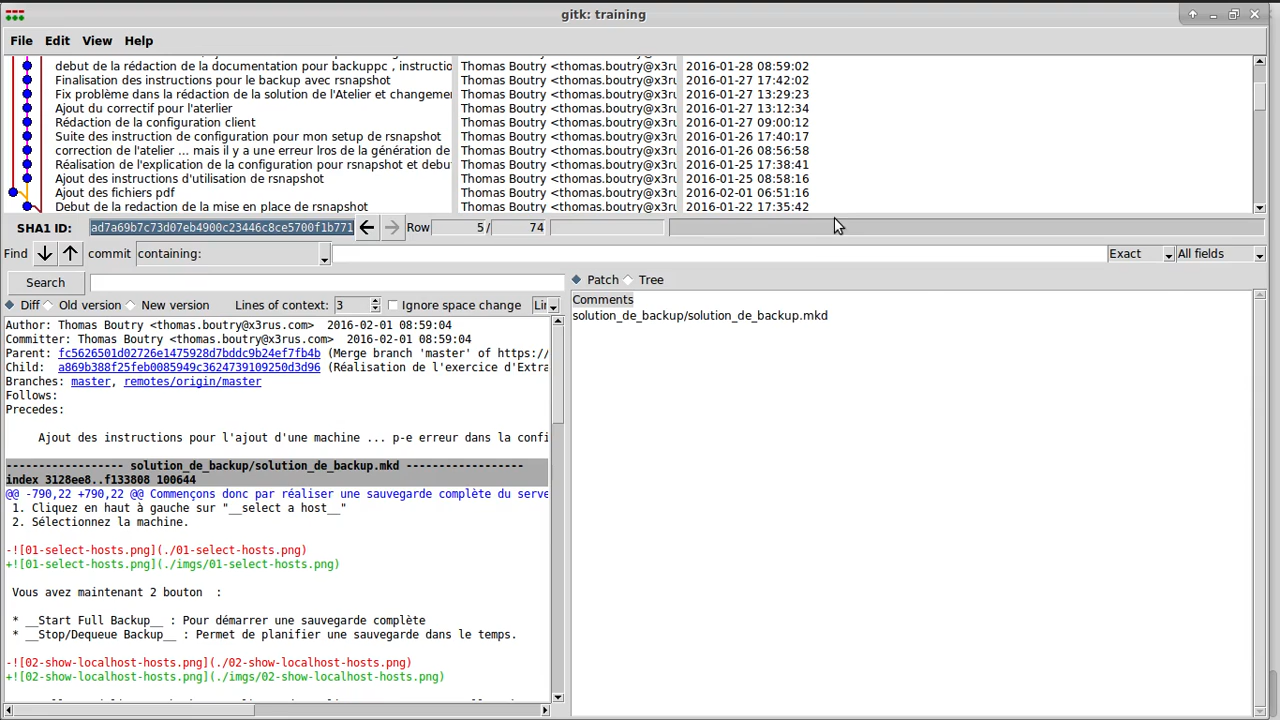 gitk: training
File Edit View Help
debut de la rédaction de la documentation pour backuppc , instructio Thomas Boutry <thomas.boutry@x3ru 2016-01-28 08:59:02
Finalisation des instructions pour le backup avec rsnapshot Thomas Boutry <thomas.boutry@x3ru 2016-01-27 17:42:02
Fix problème dans la rédaction de la solution de l'Atelier et changeme Thomas Boutry <thomas.boutry@x3ru 2016-01-27 13:29:23
Ajout du correctif pour l'aterlier Thomas Boutry <thomas.boutry@x3ru 2016-01-27 13:12:34
Rédaction de la configuration client Thomas Boutry <thomas.boutry@x3ru 2016-01-27 09:00:12
Suite des instruction de configuration pour mon setup de rsnapshot Thomas Boutry <thomas.boutry@x3ru 2016-01-26 17:40:17
correction de l'atelier ... mais il y a une erreur lros de la génération de Thomas Boutry <thomas.boutry@x3ru 2016-01-26 08:56:58
Réalisation de l'explication de la configuration pour rsnapshot et debu Thomas Boutry <thomas.boutry@x3ru 2016-01-25 17:38:41
Ajout des instructions d'utilisation de rsnapshot Thomas Boutry <thomas.boutry@x3ru 2016-01-25 08:58:16
Ajout des fichiers pdf Thomas Boutry <thomas.boutry@x3ru 2016-02-01 06:51:16
Debut de la redaction de la mise en place de rsnapshot Thomas Boutry <thomas.boutry@x3ru 2016-01-22 17:35:42
SHA1 ID: ad7a69b7c73d07eb4900c23446c8ce5700f1b771 Row 5 / 74
Find commit containing: Exact All fields
Search
Diff Old version New version Lines of context: 3 Ignore space change Lir
Patch Tree
Comments
solution_de_backup/solution_de_backup.mkd
Author: Thomas Boutry <thomas.boutry@x3rus.com> 2016-02-01 08:59:04
Committer: Thomas Boutry <thomas.boutry@x3rus.com> 2016-02-01 08:59:04
Parent: fc5626501d02726e1475928d7bddc9b24ef7fb4b (Merge branch 'master' of https://
Child: a869b388f25feb0085949c3624739109250d3d96 (Réalisation de l'exercice d'Extra
Branches: master, remotes/origin/master
Follows:
Precedes:
Ajout des instructions pour l'ajout d'une machine ... p-e erreur dans la confi
----------------- solution_de_backup/solution_de_backup.mkd ------------------
index 3128ee8..f133808 100644
@@ -790,22 +790,22 @@ Commençons donc par réaliser une sauvegarde complète du serve
1. Cliquez en haut à gauche sur "__select a host__"
2. Sélectionnez la machine.
-![01-select-hosts.png](./01-select-hosts.png)
+![01-select-hosts.png](./imgs/01-select-hosts.png)
Vous avez maintenant 2 bouton :
* __Start Full Backup__ : Pour démarrer une sauvegarde complète
* __Stop/Dequeue Backup__ : Permet de planifier une sauvegarde dans le temps.
-![02-show-localhost-hosts.png](./02-show-localhost-hosts.png)
+![02-show-localhost-hosts.png](./imgs/02-show-localhost-hosts.png)